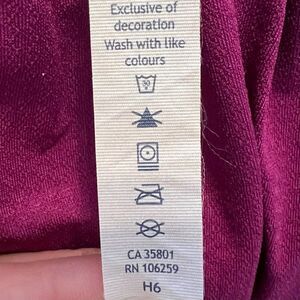 Exclusive of
decoration
Wash with like
colours
30
CA 35801
RN 106259
H6